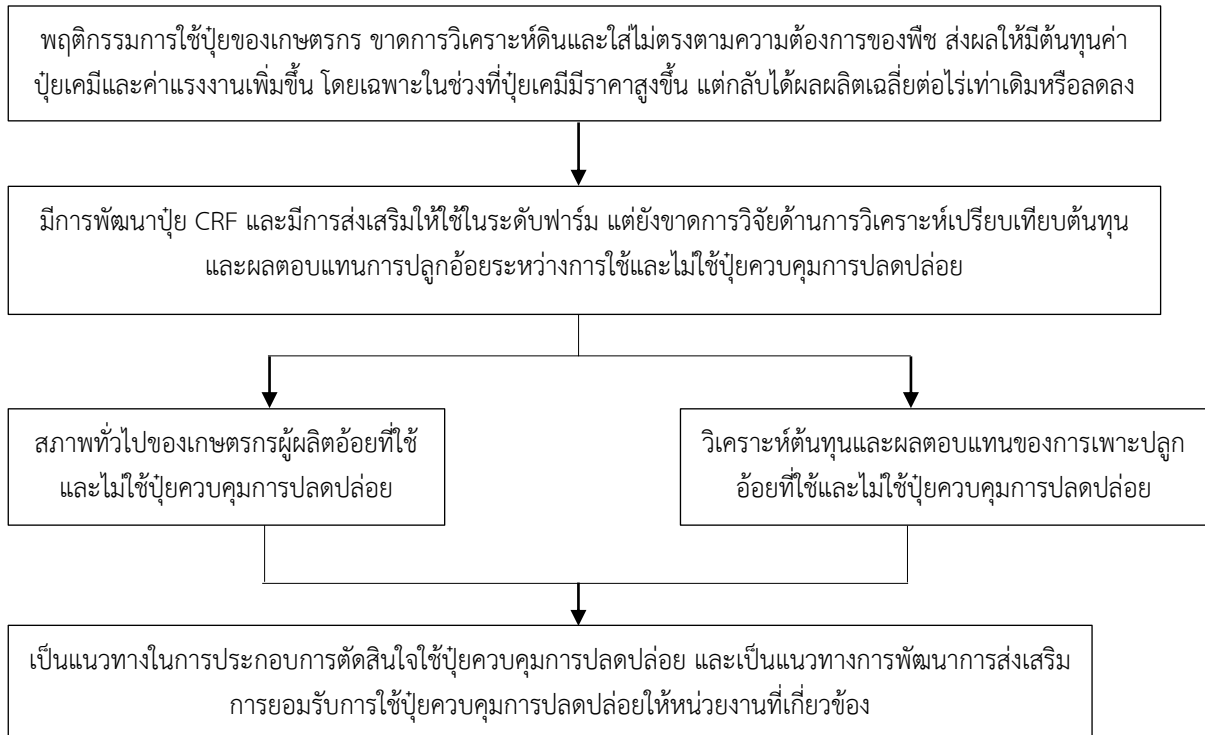 พฤติกรรมการใช้ปุ๋ยของเกษตรกร ขาดการวิเคราะห์ดินและใส่ไม่ตรงตามความต้องการของพืช ส่งผลให้มีต้นทุนค่า
ปุ๋ยเคมีและค่าแรงงานเพิ่มขึ้น โดยเฉพาะในช่วงที่ปุ๋ยเคมีมีราคาสูงขึ้น แต่กลับได้ผลผลิตเฉลี่ยต่อไร่เท่าเดิมหรือลดลง
มีการพัฒนาปุ๋ย CRF และมีการส่งเสริมให้ใช้ในระดับฟาร์ม แต่ยังขาดการวิจัยด้านการวิเคราะห์เปรียบเทียบต้นทุน
และผลตอบแทนการปลูกอ้อยระหว่างการใช้และไม่ใช้ปุ๋ยควบคุมการปลดปล่อย
สภาพทั่วไปของเกษตรกรผู้ผลิตอ้อยที่ใช้
และไม่ใช้ปุ๋ยควบคุมการปลดปล่อย
วิเคราะห์ต้นทุนและผลตอบแทนของการเพาะปลูก
อ้อยที่ใช้และไม่ใช้ปุ๋ยควบคุมการปลดปล่อย
เป็นแนวทางในการประกอบการตัดสินใจใช้ปุ๋ยควบคุมการปลดปล่อย และเป็นแนวทางการพัฒนาการส่งเสริม
การยอมรับการใช้ปุ๋ยควบคุมการปลดปล่อยให้หน่วยงานที่เกี่ยวข้อง